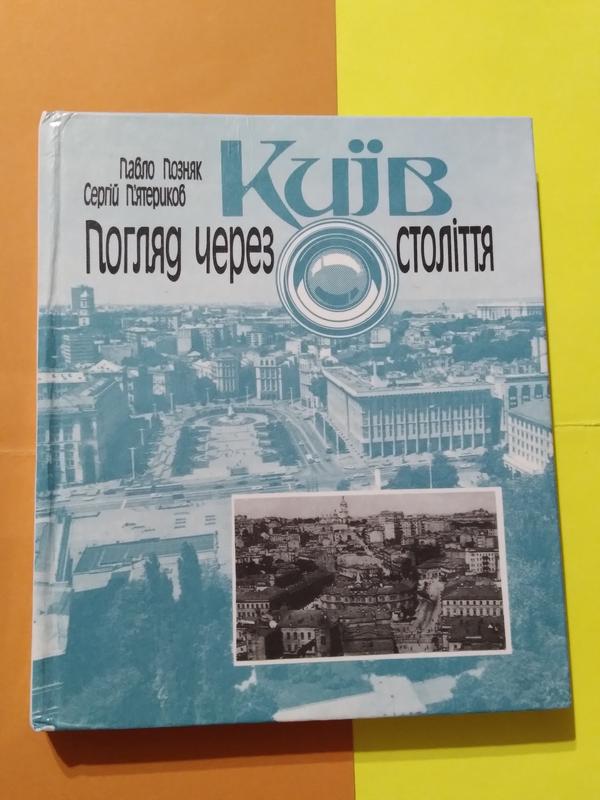 Павло Позняк
Сергій П'ятериков
Київ
Погляд через століття